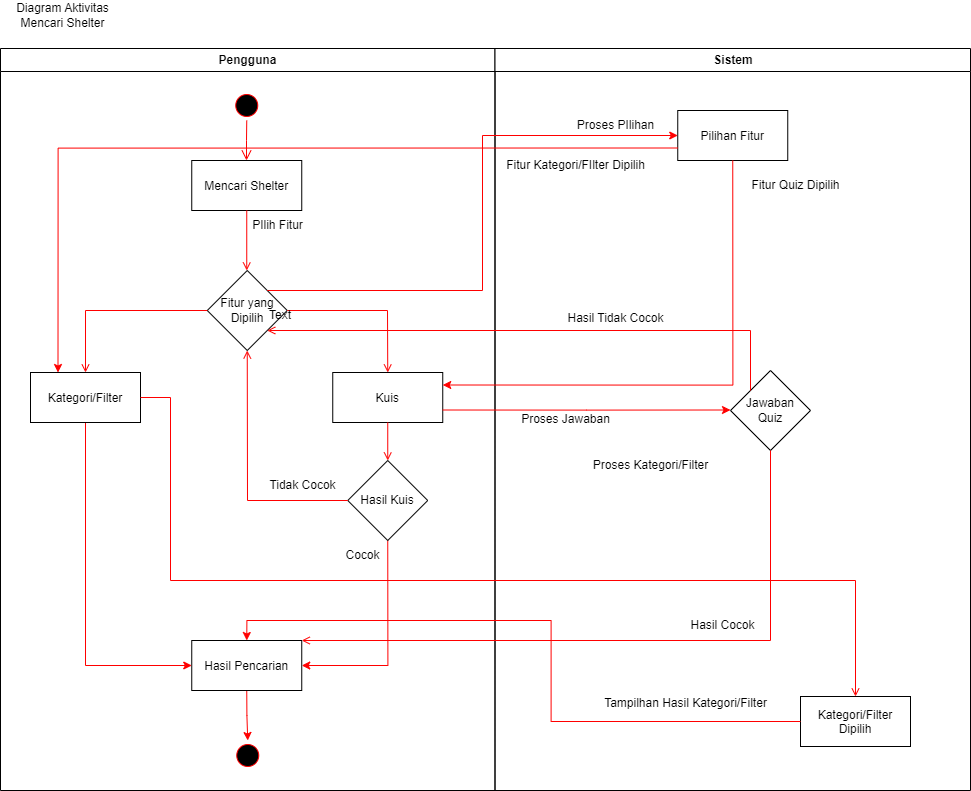 Diagram Aktivitas
Mencari Shelter
Pengguna
Sistem
Proses PIlihan
Pilihan Fitur
Fitur Kategori/FIlter Dipilih
Fitur Quiz Dipilih
Mencari Shelter
PIlih Fitur
Fitur yang
Dipilih
Text
Hasil Tidak Cocok
Kategori/Filter
Kuis
Jawaban
Quiz
Proses Jawaban
Proses Kategori/Filter
Tidak Cocok
Hasil Kuis
Cocok
Hasil Cocok
Hasil Pencarian
Tampilhan Hasil Kategori/Filter
Kategori/Filter
Dipilih